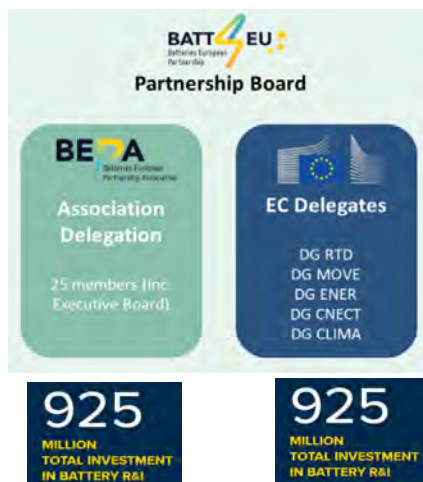 BATT4EU
Batteries European
Partnership
Partnership Board
BEPA
Batteries European
Partnership Association
Association
Delegation
25 members (Inc.
Executive Board)
EC Delegates
DG RTD
DG MOVE
DG ENER
DG CNECT
DG CLIMA
925
MILLION
TOTAL INVESTMENT
IN BATTERY R&I
925
MILLION
TOTAL INVESTMENT
IN BATTERY R&I